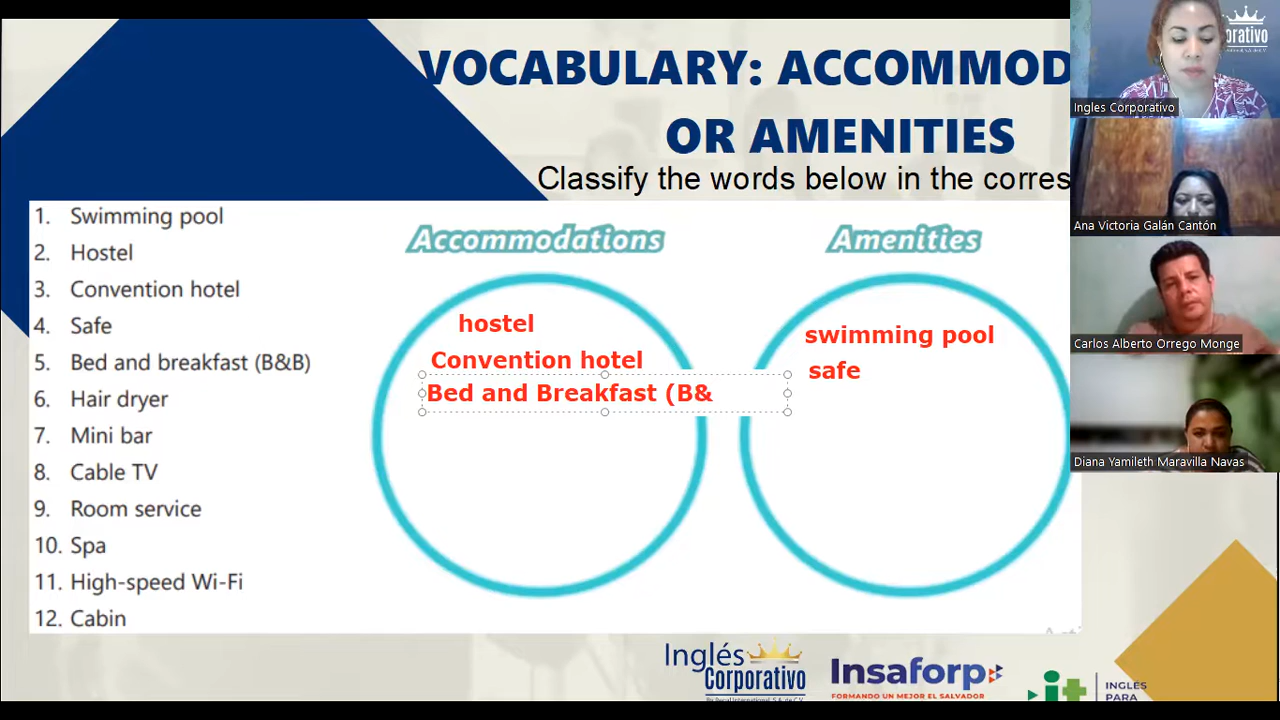 VOCABULARY: ACCOMMOD
OR AMENITIES
Classify the words below in the corres
1. Swimming pool
2. Hostel
3. Convention hotel
4. Safe
5. Bed and breakfast (B&B)
6. Hair dryer
7. Mini bar
8. Cable TV
9. Room service
10. Spa
11. High-speed Wi-Fi
12. Cabin
Accommodations
hostel
Convention hotel
Bed and Breakfast (B&
Amenities
swimming pool
safe
orativo
Ingles Corporativo
Ana Victoria Galán Cantón
Carlos Alberto Orrego Monge
Diana Yamileth Maravilla Navas
Inglés
Corporativo
Insaforp
FORMANDO UN MEJOR EL SALVADOR
it
INGLÉS
PARA